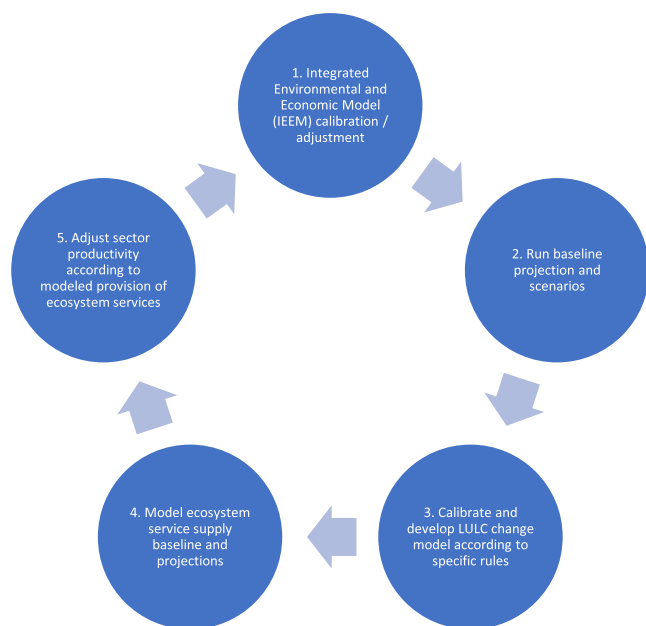 1. Integrated
Environmental and
Economic Model
(IEEM) calibration /
adjustment
2. Run baseline
projection and
scenarios
3. Calibrate and
develop LULC change
model according to
specific rules
4. Model ecosystem
service supply
baseline and
projections
5. Adjust sector
productivity
according to
modeled provision of
ecosystem services